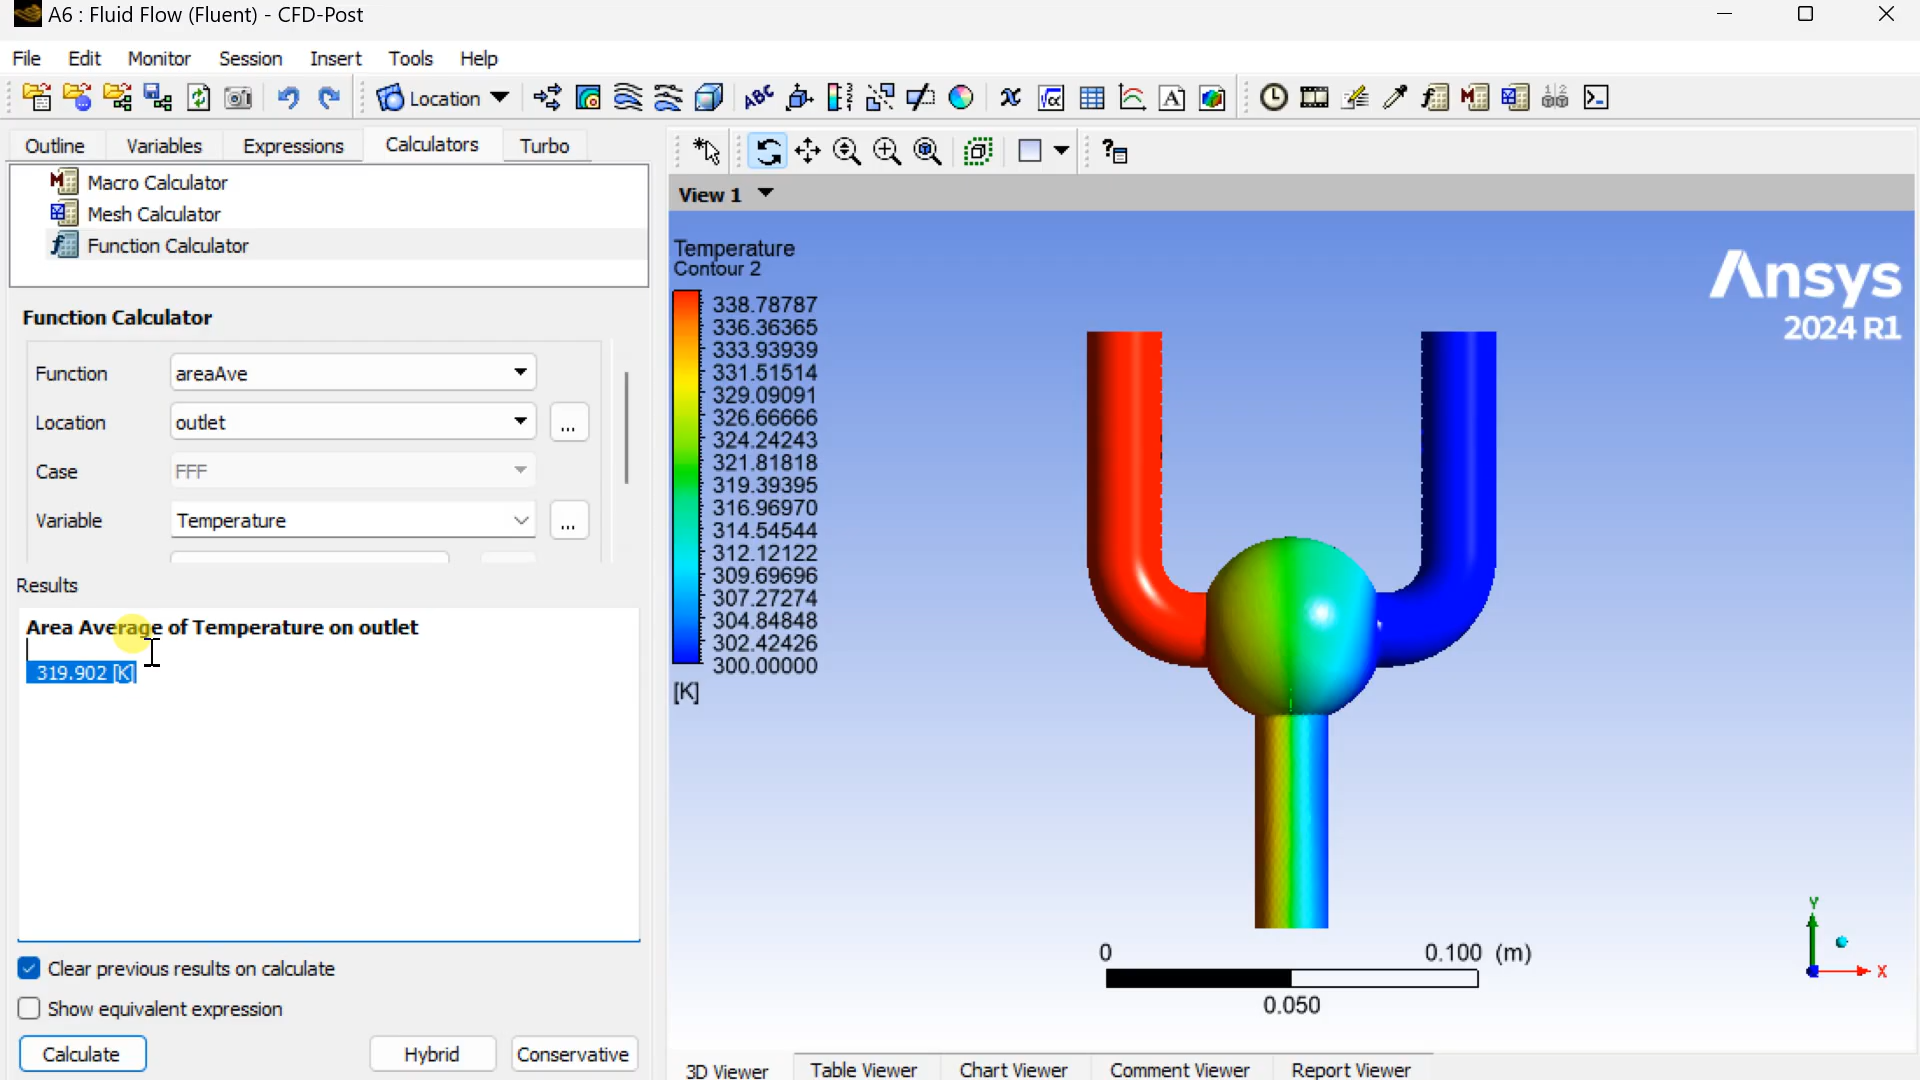 A6 : Fluid Flow (Fluent) - CFD-Post
File Edit Monitor Session Insert Tools Help
Location
Outline Variables Expressions Calculators Turbo
Macro Calculator
Mesh Calculator
Function Calculator
Function Calculator
Function areaAve
Location outlet ...
Case FFF
Variable Temperature ...
Results
Area Average of Temperature on outlet
319.902 [K]
Clear previous results on calculate
Show equivalent expression
Calculate Hybrid Conservative
View 1
Temperature
Contour 2
338.78787
336.36365
333.93939
331.51514
329.09091
326.66666
324.24243
321.81818
319.39395
316.96970
314.54544
312.12122
309.69696
307.27274
304.84848
302.42426
300.00000
[K]
Ansys
2024 R1
0 0.100 (m)
0.050
Y
X
3D Viewer Table Viewer Chart Viewer Comment Viewer Report Viewer